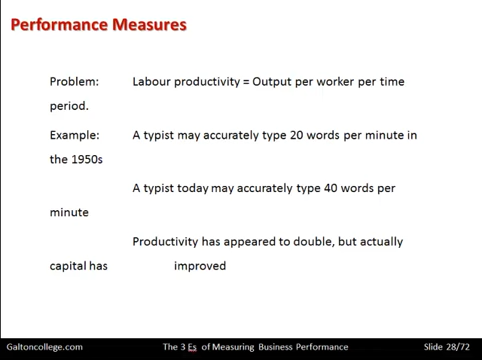 Performance Measures
Problem: Labour productivity = Output per worker per time
period.
Example: A typist may accurately type 20 words per minute in
the 1950s
A typist today may accurately type 40 words per
minute
Productivity has appeared to double, but actually
capital has improved
Galtoncollege.com The 3 Es of Measuring Business Performance Slide 28/72